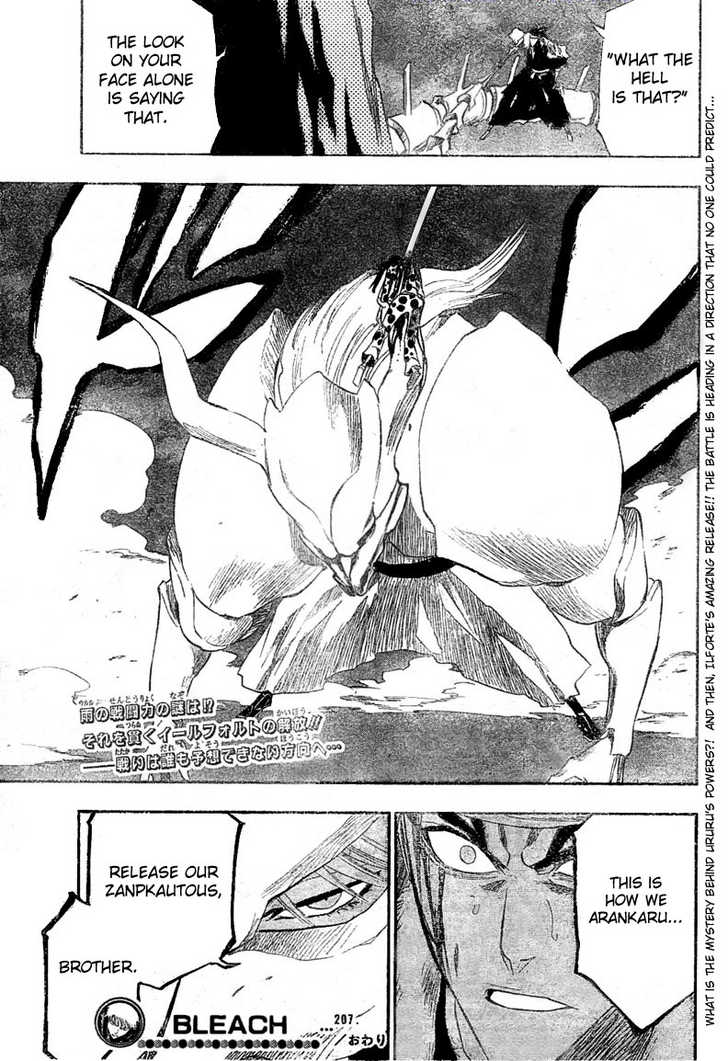 "WHAT THE
HELL
IS THAT?"
THE LOOK
ON YOUR
FACE ALONE
IS SAYING
THAT.
雨の戦闘力の謎は!?
それを貫くイールフォルトの解放!!
――戦いは誰も予想できない方向へ…
THIS IS
HOW WE
ARANKARU...
RELEASE OUR
ZANPKAUTOUS,
BROTHER.
BLEACH
...207.
おわり
WHAT IS THE MYSTERY BEHIND URURU'S POWERS?! AND THEN, ILFORTE'S AMAZING RELEASE!! THE BATTLE IS HEADING IN A DIRECTION THAT NO ONE COULD PREDICT...